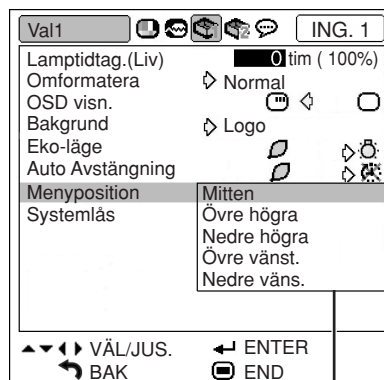 Val1 ING. 1
Lamptidtag.(Liv) 0 tim ( 100%)
Omformatera Normal
OSD visn.
Bakgrund Logo
Eko-läge
Auto Avstängning
Menyposition Mitten
Systemlås Övre högra
Nedre högra
Övre vänst.
Nedre väns.
VÄL/JUS. ENTER
BAK END